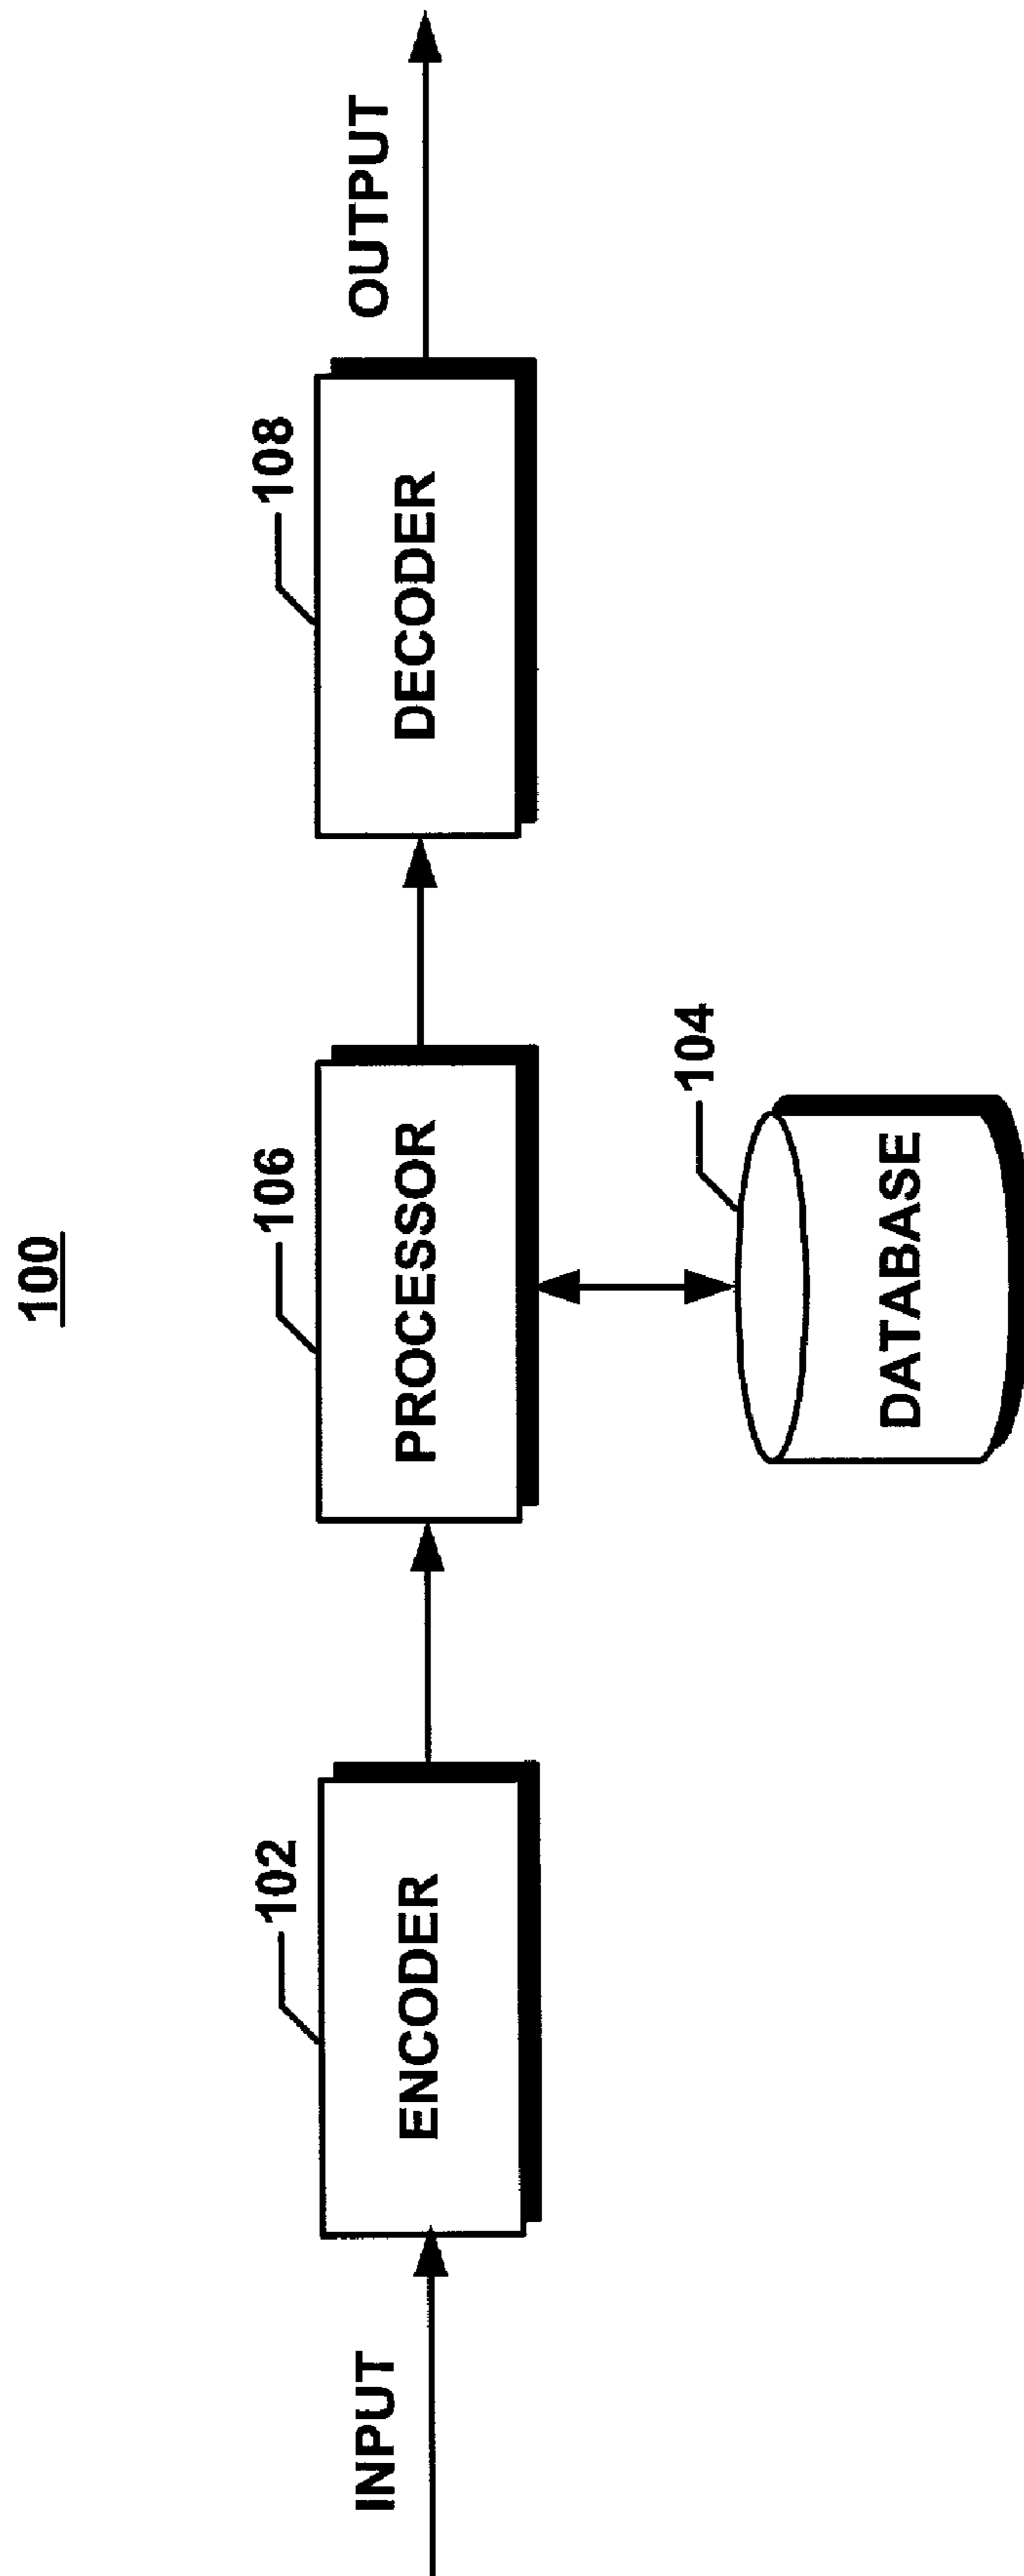 100
INPUT
102
ENCODER
106
PROCESSOR
108
DECODER
OUTPUT
104
DATABASE